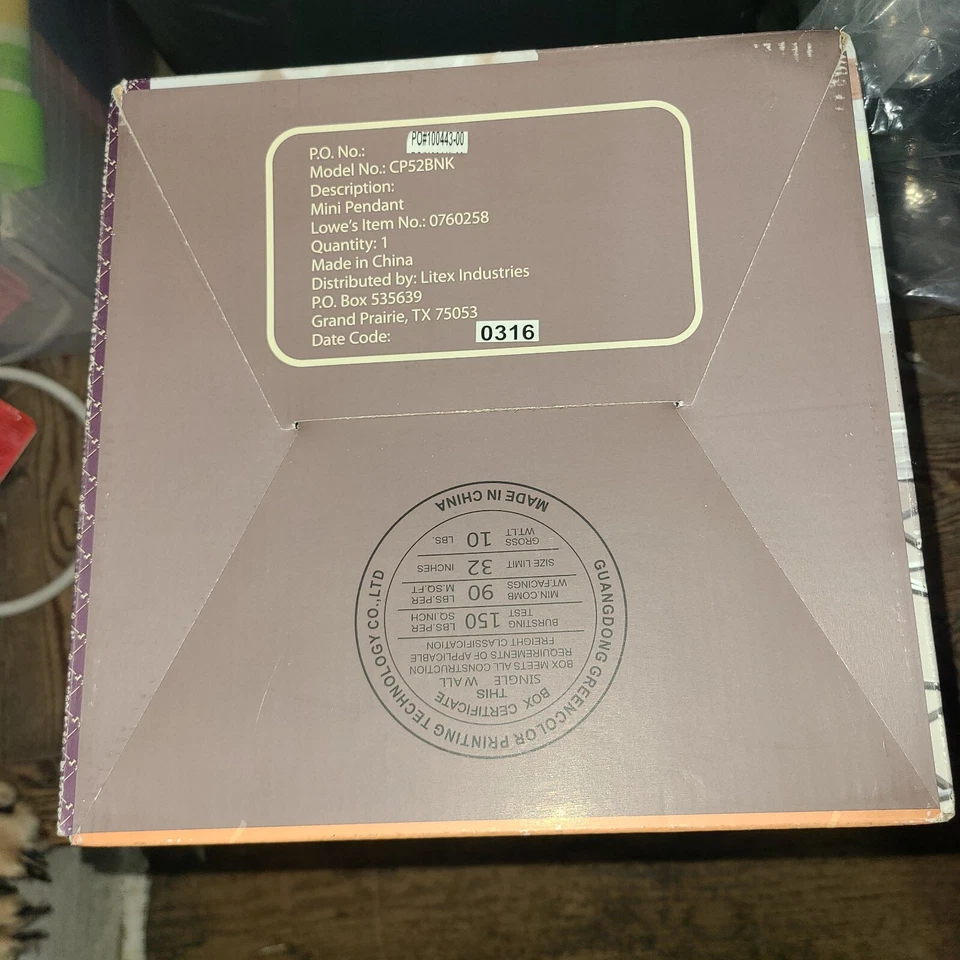 P.O. No.: PO#100443-00
Model No.: CP52BNK
Description:
Mini Pendant
Lowe's Item No.: 0760258
Quantity: 1
Made in China
Distributed by: Litex Industries
P.O. Box 535639
Grand Prairie, TX 75053
Date Code: 0316
GUANGDONG GREENCOLOR PRINTING TECHNOLOGY CO.,LTD
BOX CERTIFICATE
THIS
SINGLE WALL
BOX MEETS ALL CONSTRUCTION
REQUIREMENTS OF APPLICABLE
FREIGHT CLASSIFICATION
BURSTING TEST 150 LBS.PER SQ.INCH
MIN.COMB WT.FACINGS 90 LBS.PER M.SQ.FT
SIZE LIMIT 32 INCHES
GROSS WT.LT 10 LBS.
MADE IN CHINA